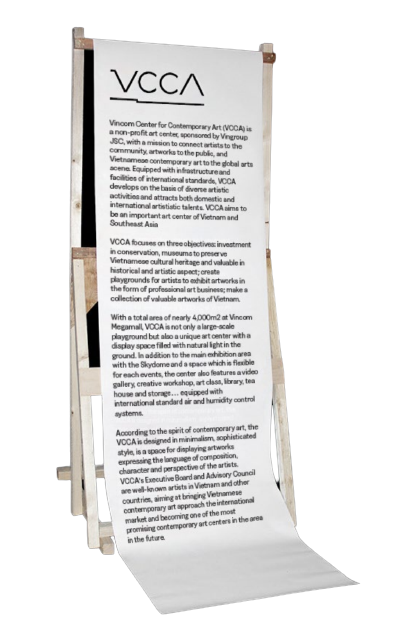 VCCA
Vincom Center for Contemporary Art (VCCA) is
a non-profit art center, sponsored by Vingroup
JSC, with a mission to connect artists to the
community, artworks to the public, and
Vietnamese contemporary art to the global arts
scene. Equipped with infrastructure and
facilities of international standards, VCCA
develops on the basis of diverse artistic
activities and attracts both domestic and
international artistiatic talents. VCCA aims to
be an important art center of Vietnam and
Southeast Asia
VCCA focuses on three objectives: investment
in conservation, museums to preserve
Vietnamese cultural heritage and valuable in
historical and artistic aspect; create
playgrounds for artists to exhibit artworks in
the form of professional art business; make a
collection of valuable artworks of Vietnam.
With a total area of nearly 4,000m2 at Vincom
Megamall, VCCA is not only a large-scale
playground but also a unique art center with a
display space filled with natural light in the
ground. In addition to the main exhibition area
with the Skydome and a space which is flexible
for each events, the center also features a video
gallery, creative workshop, art class, library, tea
house and storage... equipped with
international standard air and humidity control
systems.
According to the spirit of contemporary art, the
VCCA is designed in minimalism, sophisticated
style, is a space for displaying artworks
expressing the language of composition,
character and perspective of the artists.
VCCA's Executive Board and Advisory Council
are well-known artists in Vietnam and other
countries, aiming at bringing Vietnamese
contemporary art approach the international
market and becoming one of the most
promising contemporary art centers in the area
in the future.